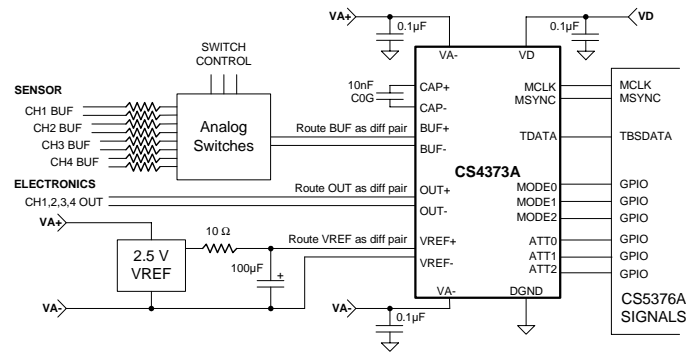 VA+
0.1µF
0.1µF
VD
SWITCH
CONTROL
VA-
VD
SENSOR
10nF
C0G
CAP+
CAP-
MCLK
MSYNC
MCLK
MSYNC
CH1 BUF
CH2 BUF
CH3 BUF
CH4 BUF
Analog
Switches
Route BUF as diff pair
BUF+
BUF-
TDATA
TBSDATA
CS4373A
ELECTRONICS
CH1,2,3,4 OUT
Route OUT as diff pair
OUT+
OUT-
MODE0
MODE1
MODE2
GPIO
GPIO
GPIO
VA+
10 Ω
Route VREF as diff pair
VREF+
VREF-
ATT0
ATT1
ATT2
GPIO
GPIO
GPIO
2.5 V
VREF
100µF
+
CS5376A
SIGNALS
VA-
VA-
0.1µF
VA-
DGND